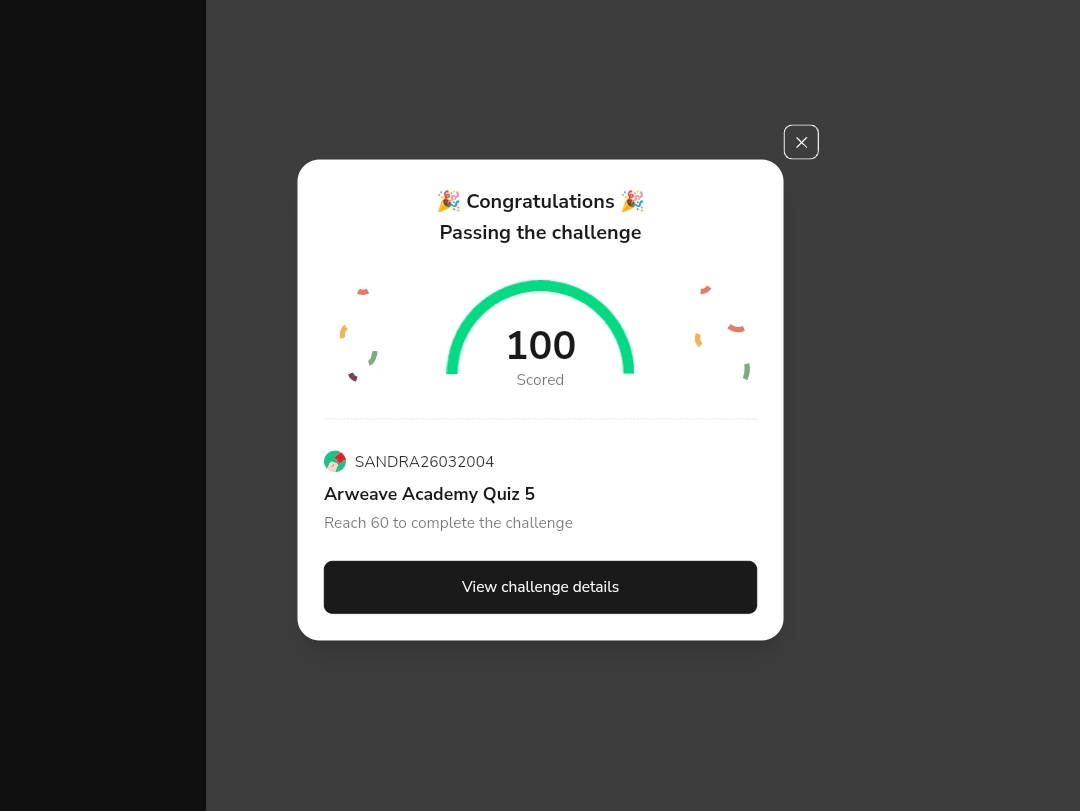 🎉 Congratulations 🎉
Passing the challenge
100
Scored
SANDRA26032004
Arweave Academy Quiz 5
Reach 60 to complete the challenge
View challenge details